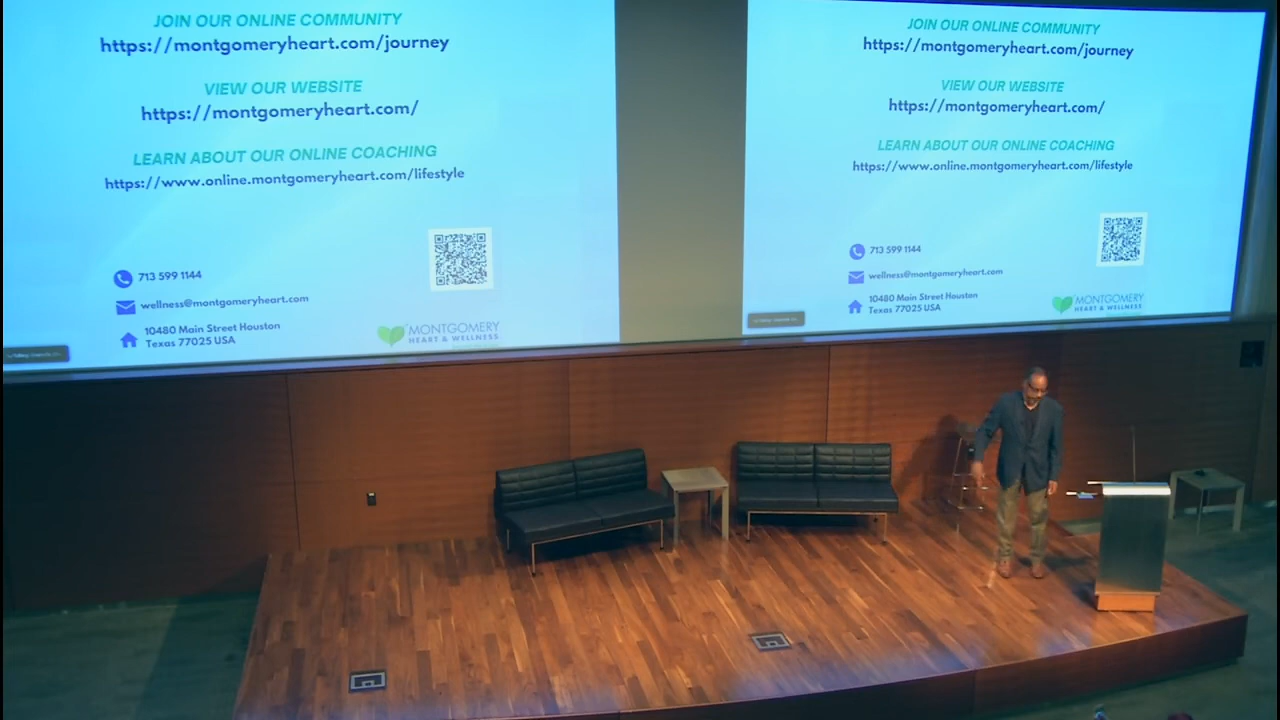 JOIN OUR ONLINE COMMUNITY
https://montgomeryheart.com/journey
VIEW OUR WEBSITE
https://montgomeryheart.com/
LEARN ABOUT OUR ONLINE COACHING
https://www.online.montgomeryheart.com/lifestyle
713 599 1144
wellness@montgomeryheart.com
10480 Main Street Houston
Texas 77025 USA
MONTGOMERY
HEART & WELLNESS
JOIN OUR ONLINE COMMUNITY
https://montgomeryheart.com/journey
VIEW OUR WEBSITE
https://montgomeryheart.com/
LEARN ABOUT OUR ONLINE COACHING
https://www.online.montgomeryheart.com/lifestyle
713 599 1144
wellness@montgomeryheart.com
10480 Main Street Houston
Texas 77025 USA
MONTGOMERY
HEART & WELLNESS